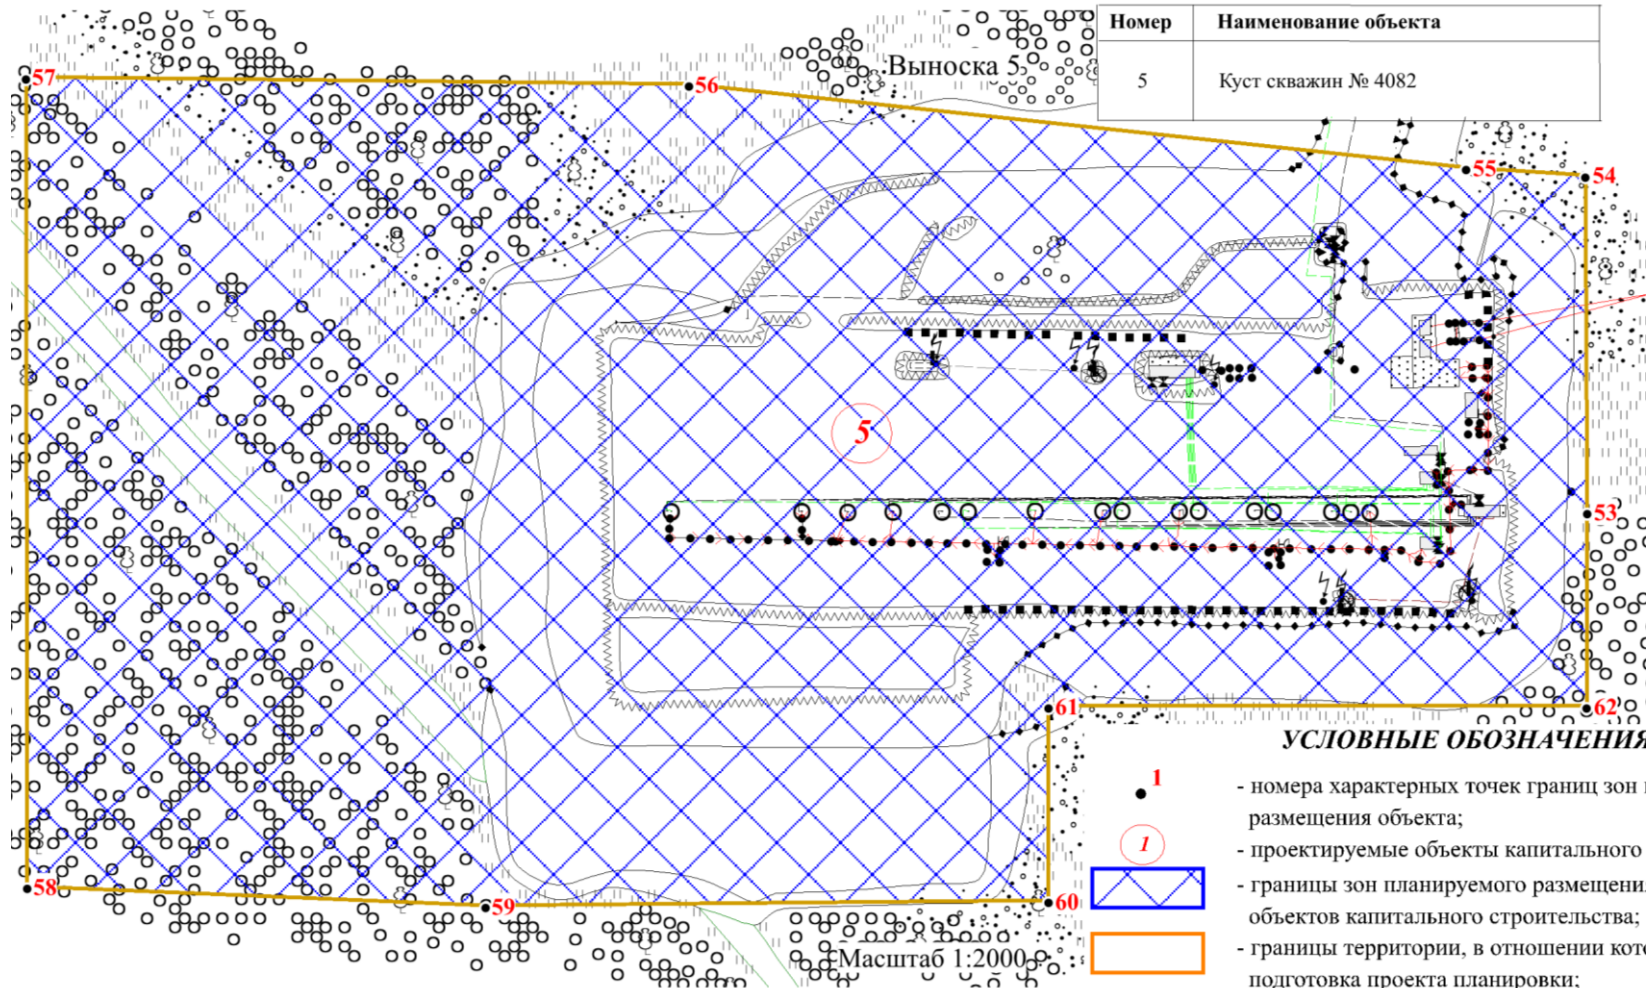 Номер Наименование объекта
5 Куст скважин № 4082
Выноска 5
57
56
55
54
5
53
61
62
58
59
60
УСЛОВНЫЕ ОБОЗНАЧЕНИЯ
1
- номера характерных точек границ зон
размещения объекта;
1
- проектируемые объекты капитального
- границы зон планируемого размещения
объектов капитального строительства;
- границы территории, в отношении
подготовка проекта планировки;
Масштаб 1:2000